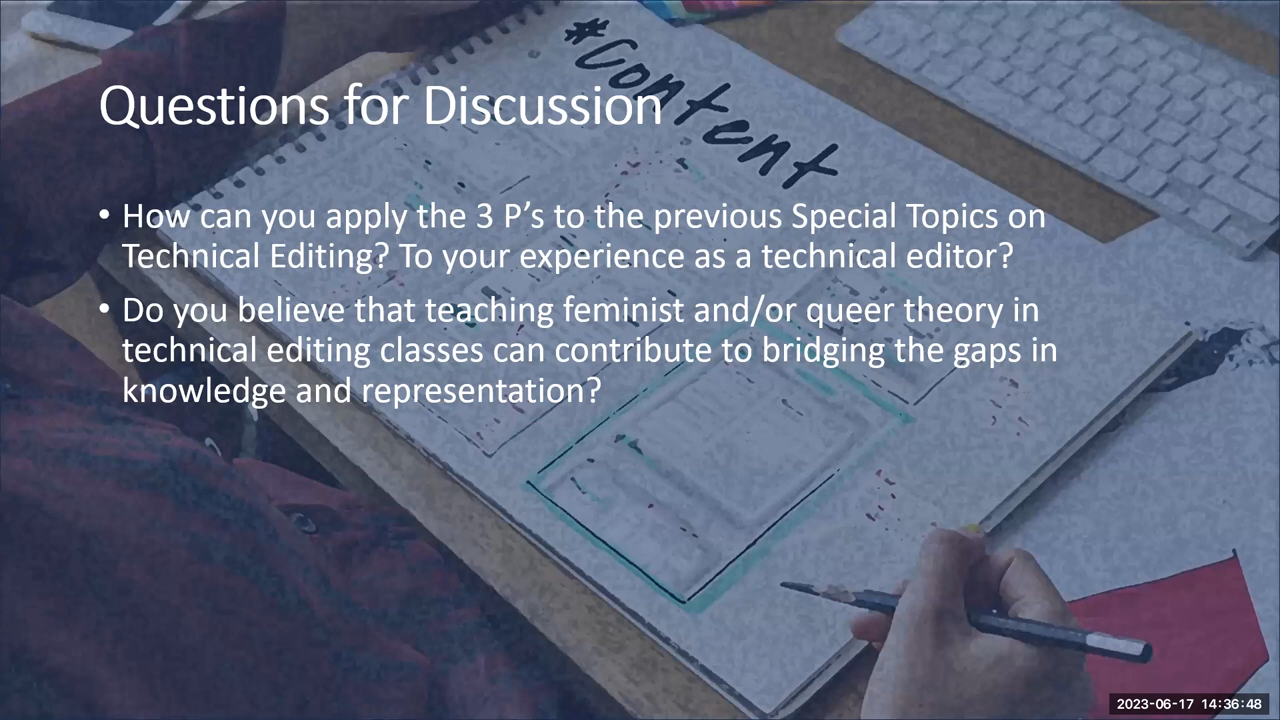 #Content
Questions for Discussion
• How can you apply the 3 P’s to the previous Special Topics on
Technical Editing? To your experience as a technical editor?
• Do you believe that teaching feminist and/or queer theory in
technical editing classes can contribute to bridging the gaps in
knowledge and representation?
2023-06-17 14:36:48